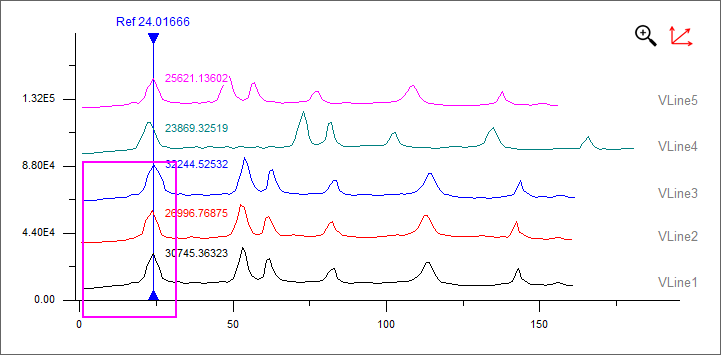 Ref 24.01666
25621.13602
1.32E5
VLine5
23869.32519
VLine4
8.80E4
32244.52532
VLine3
26996.76875
4.40E4
VLine2
30745.36323
VLine1
0.00
0 50 100 150